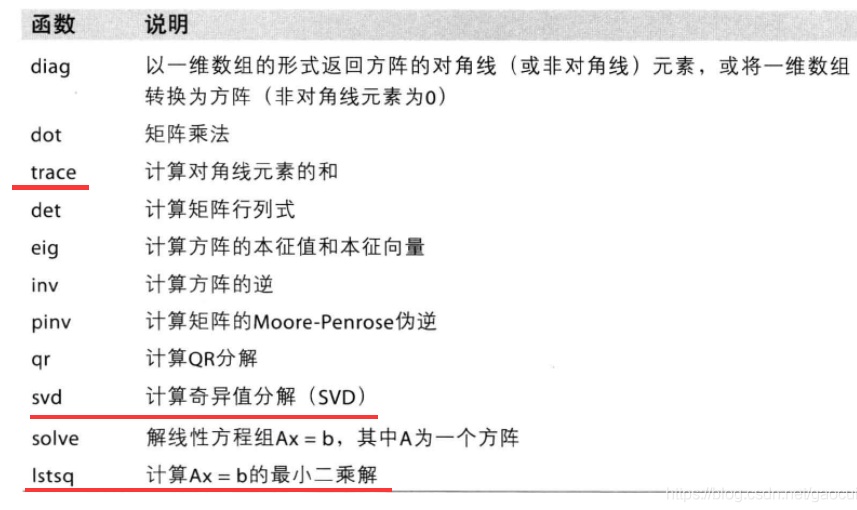 函数 说明
diag 以一维数组的形式返回方阵的对角线（或非对角线）元素，或将一维数组
转换为方阵（非对角线元素为0）
dot 矩阵乘法
trace 计算对角线元素的和
det 计算矩阵行列式
eig 计算方阵的本征值和本征向量
inv 计算方阵的逆
pinv 计算矩阵的Moore-Penrose伪逆
qr 计算QR分解
svd 计算奇异值分解（SVD）
solve 解线性方程组Ax = b，其中A为一个方阵
lstsq 计算Ax = b的最小二乘解